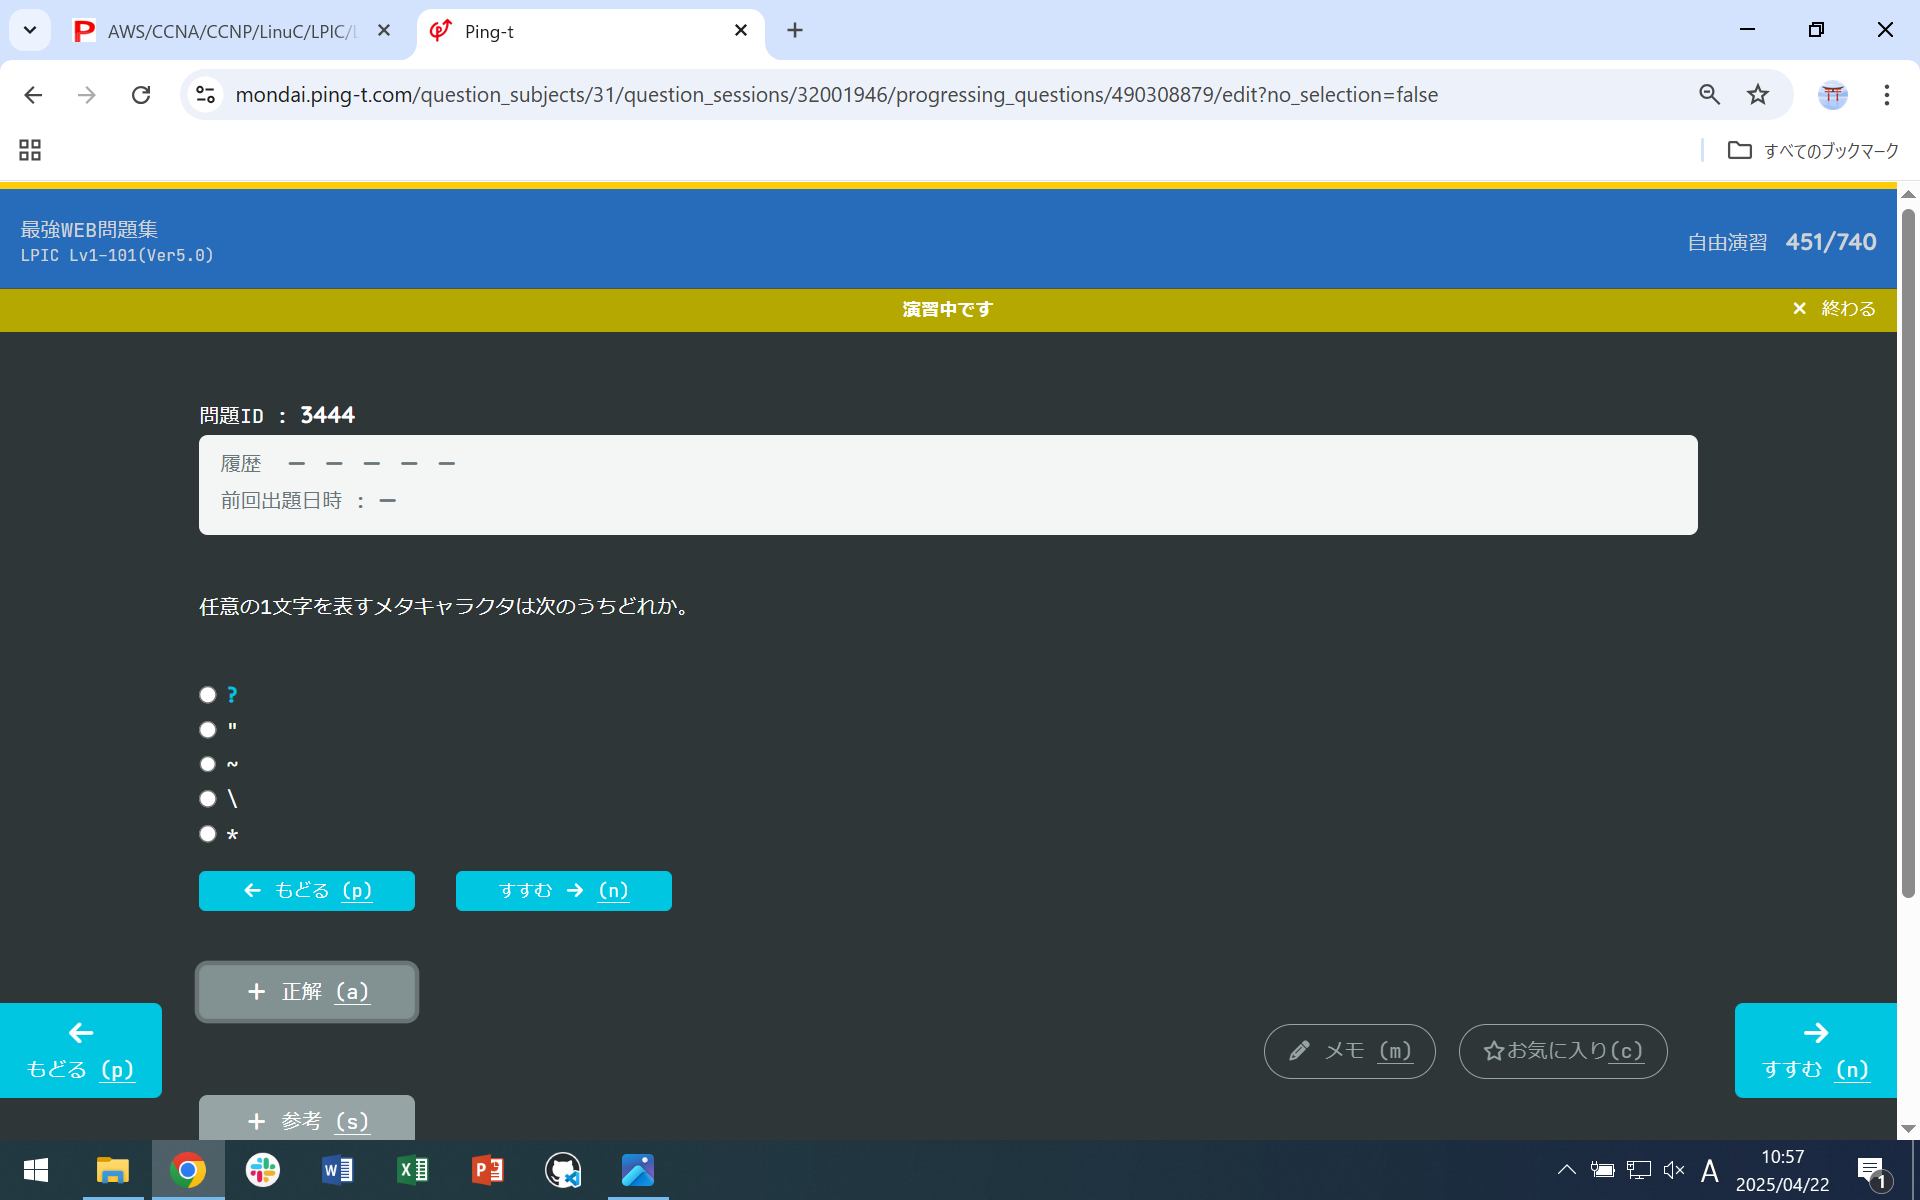 AWS/CCNA/CCNP/LinuC/LPIC/
Ping-t
mondai.ping-t.com/question_subjects/31/question_sessions/32001946/progressing_questions/490308879/edit?no_selection=false
すべてのブックマーク
最強WEB問題集
LPIC Lv1-101(Ver5.0)
自由演習 451/740
演習中です
× 終わる
問題ID : 3444
履歴 ー ー ー ー ー
前回出題日時 : ー
任意の1文字を表すメタキャラクタは次のうちどれか。
?
"
~
\
*
← もどる (p)
すすむ → (n)
+ 正解 (a)
← もどる (p)
メモ (m)
☆お気に入り(c)
→ すすむ (n)
+ 参考 (s)
A
10:57
2025/04/22
1